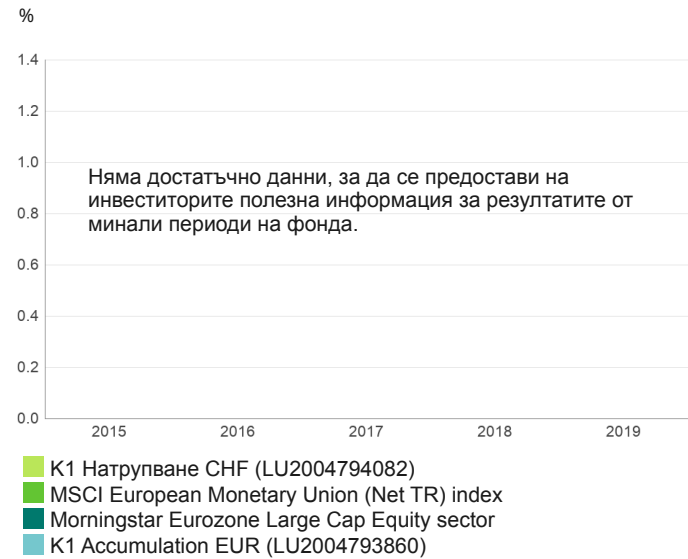 %
1.4
1.2
1.0
Няма достатъчно данни, за да се предостави на
инвеститорите полезна информация за резултатите от
0.8
минали периоди на фонда.
0.6
0.4
0.2
0.0
2015 2016 2017 2018 2019
K1 Натрупване CHF (LU2004794082)
MSCI European Monetary Union (Net TR) index
Morningstar Eurozone Large Cap Equity sector
K1 Accumulation EUR (LU2004793860)